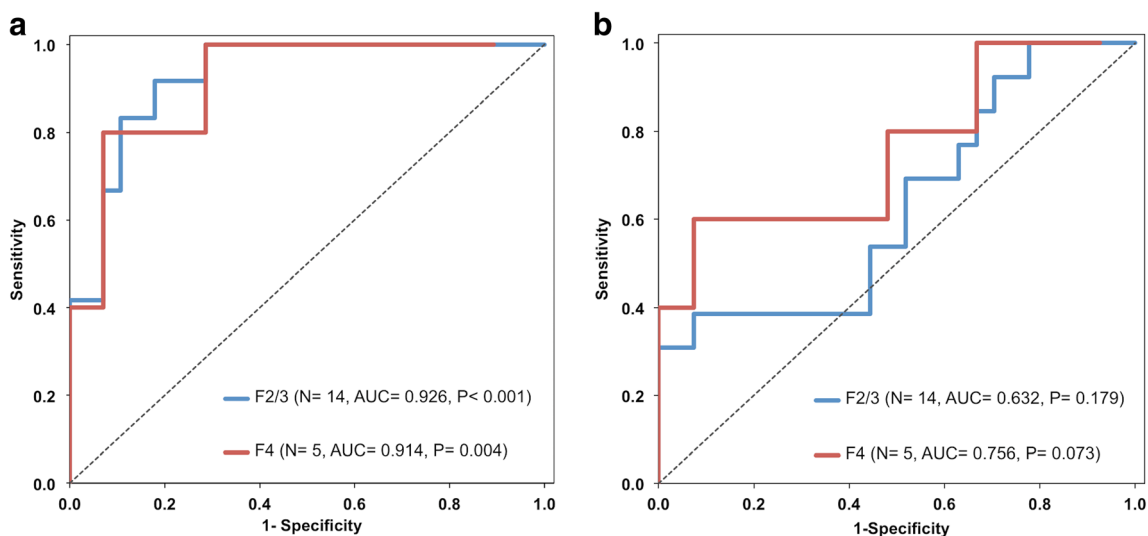 a
1.0
0.8
0.6
0.4
0.2
0.0
Sensitivity
F2/3 (N= 14, AUC= 0.926, P< 0.001)
F4 (N= 5, AUC= 0.914, P= 0.004)
0.0 0.2 0.4 0.6 0.8 1.0
1- Specificity
b
1.0
0.8
0.6
0.4
0.2
0.0
Sensitivity
F2/3 (N= 14, AUC= 0.632, P= 0.179)
F4 (N= 5, AUC= 0.756, P= 0.073)
0.0 0.2 0.4 0.6 0.8 1.0
1-Specificity